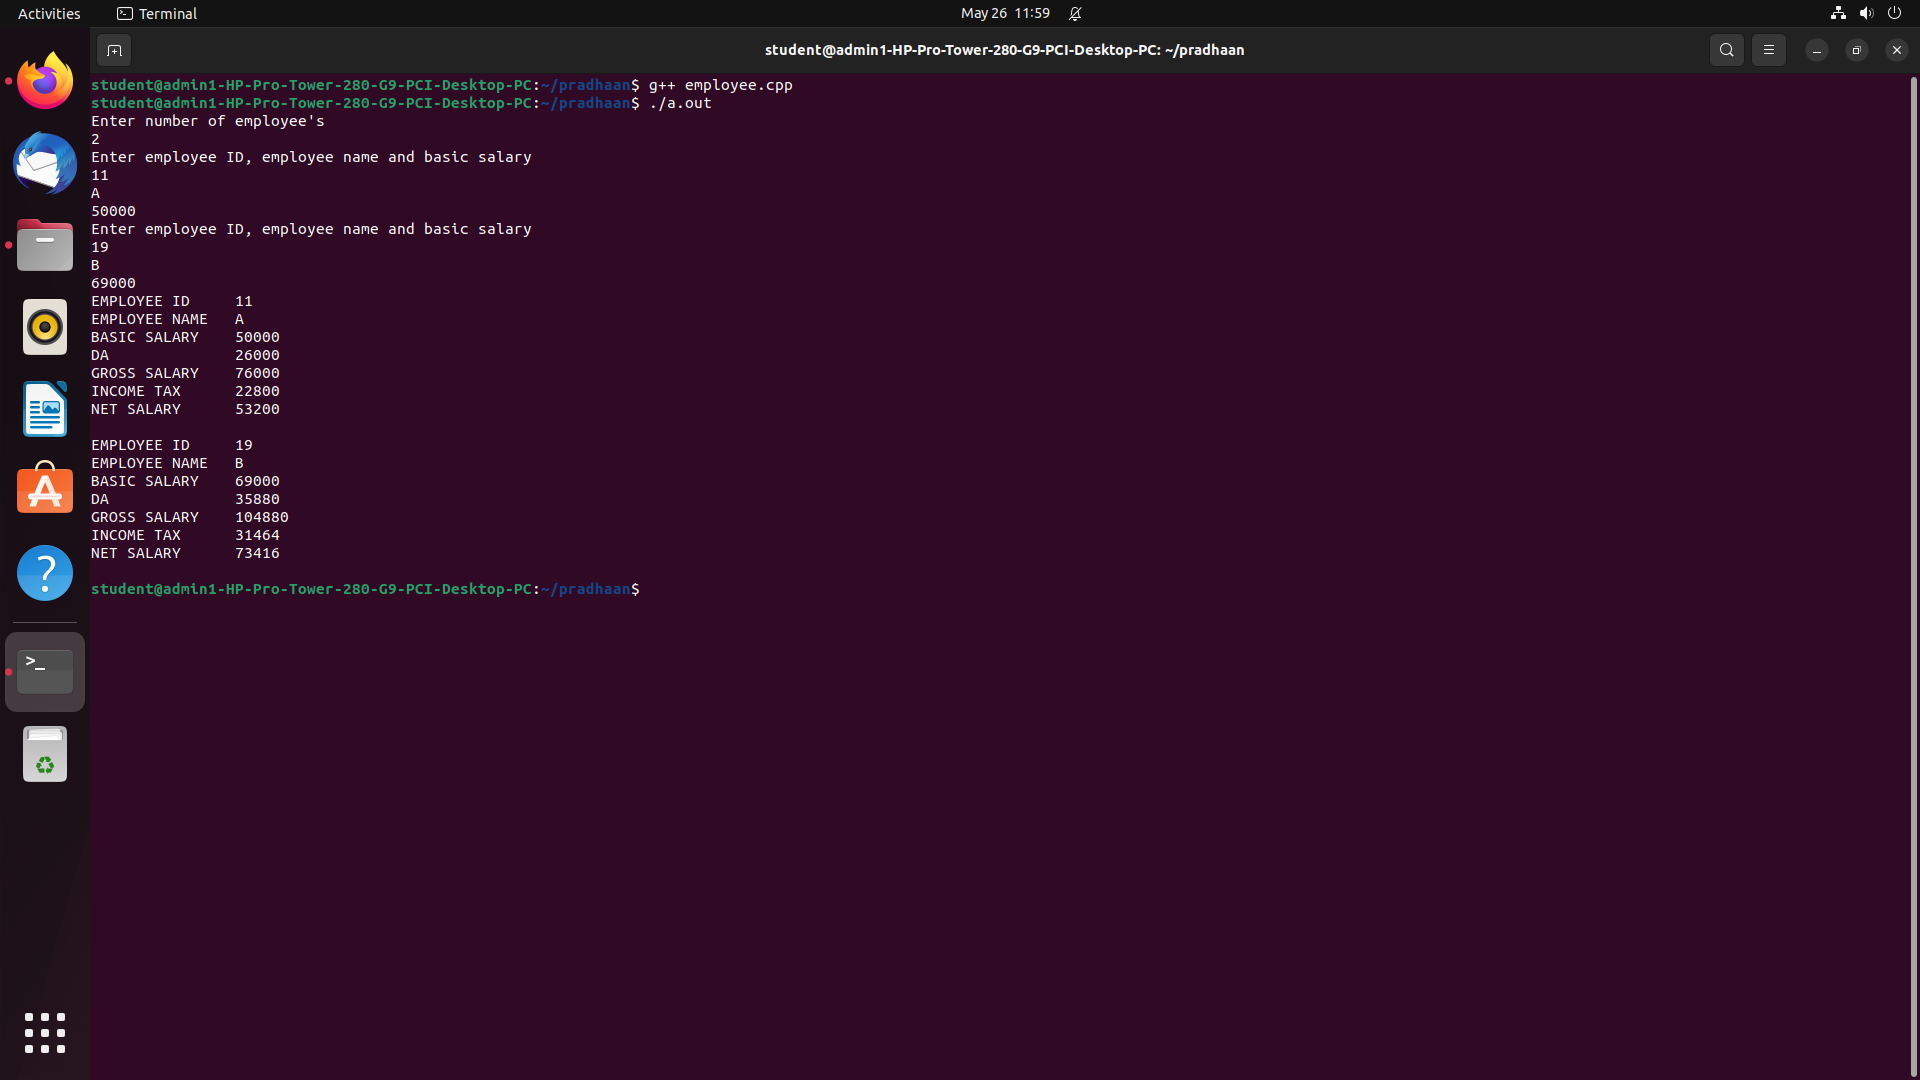 Activities Terminal May 26 11:59
student@admin1-HP-Pro-Tower-280-G9-PCI-Desktop-PC: ~/pradhaan
student@admin1-HP-Pro-Tower-280-G9-PCI-Desktop-PC:~/pradhaan$ g++ employee.cpp
student@admin1-HP-Pro-Tower-280-G9-PCI-Desktop-PC:~/pradhaan$ ./a.out
Enter number of employee's
2
Enter employee ID, employee name and basic salary
11
A
50000
Enter employee ID, employee name and basic salary
19
B
69000
EMPLOYEE ID 11
EMPLOYEE NAME A
BASIC SALARY 50000
DA 26000
GROSS SALARY 76000
INCOME TAX 22800
NET SALARY 53200
EMPLOYEE ID 19
EMPLOYEE NAME B
BASIC SALARY 69000
DA 35880
GROSS SALARY 104880
INCOME TAX 31464
NET SALARY 73416
student@admin1-HP-Pro-Tower-280-G9-PCI-Desktop-PC:~/pradhaan$